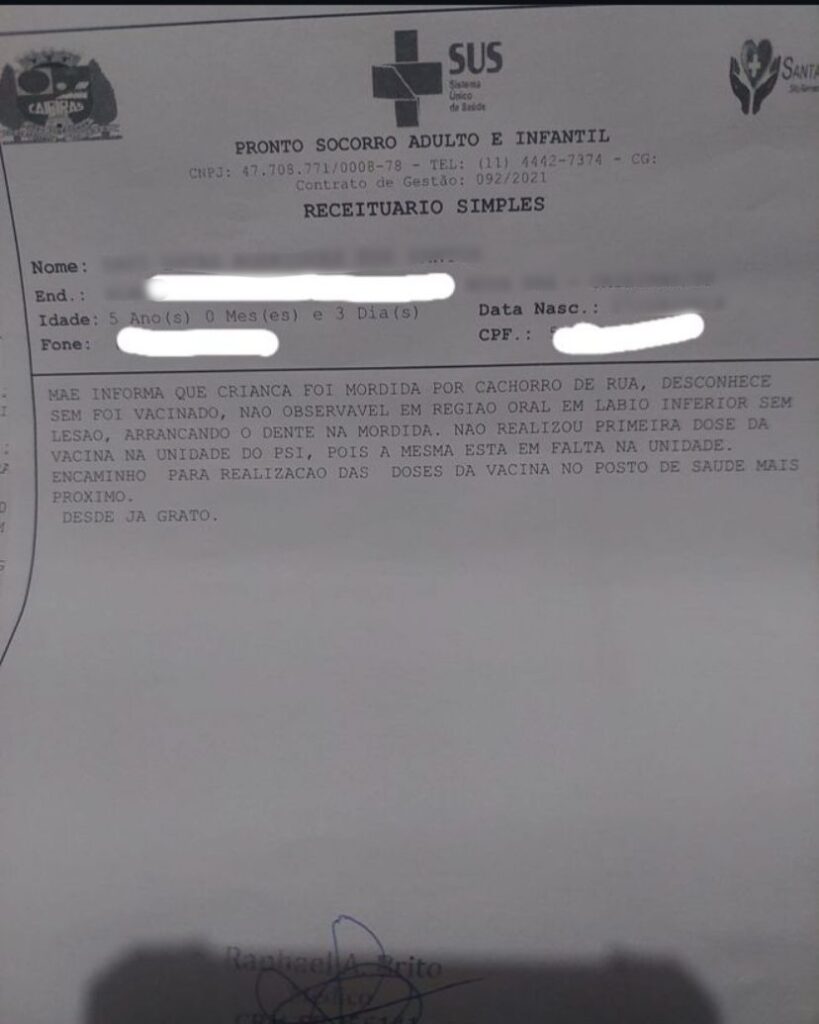 CAIEIRAS
SUS
Sistema
Único
de Saúde
SANTA
PRONTO SOCORRO ADULTO E INFANTIL
CNPJ: 47.708.771/0008-78 - TEL: (11) 4442-7374 - CG:
Contrato de Gestão: 092/2021
RECEITUARIO SIMPLES
Nome:
End.:
Idade: 5 Ano(s) 0 Mes(es) e 3 Dia(s) Data Nasc.:
Fone: CPF.:
MAE INFORMA QUE CRIANCA FOI MORDIDA POR CACHORRO DE RUA, DESCONHECE
SEM FOI VACINADO, NAO OBSERVAVEL EM REGIAO ORAL EM LABIO INFERIOR SEM
LESAO, ARRANCANDO O DENTE NA MORDIDA. NAO REALIZOU PRIMEIRA DOSE DA
VACINA NA UNIDADE DO PSI, POIS A MESMA ESTA EM FALTA NA UNIDADE.
ENCAMINHO PARA REALIZACAO DAS DOSES DA VACINA NO POSTO DE SAUDE MAIS
PROXIMO.
DESDE JA GRATO.
Raphael A. Brito